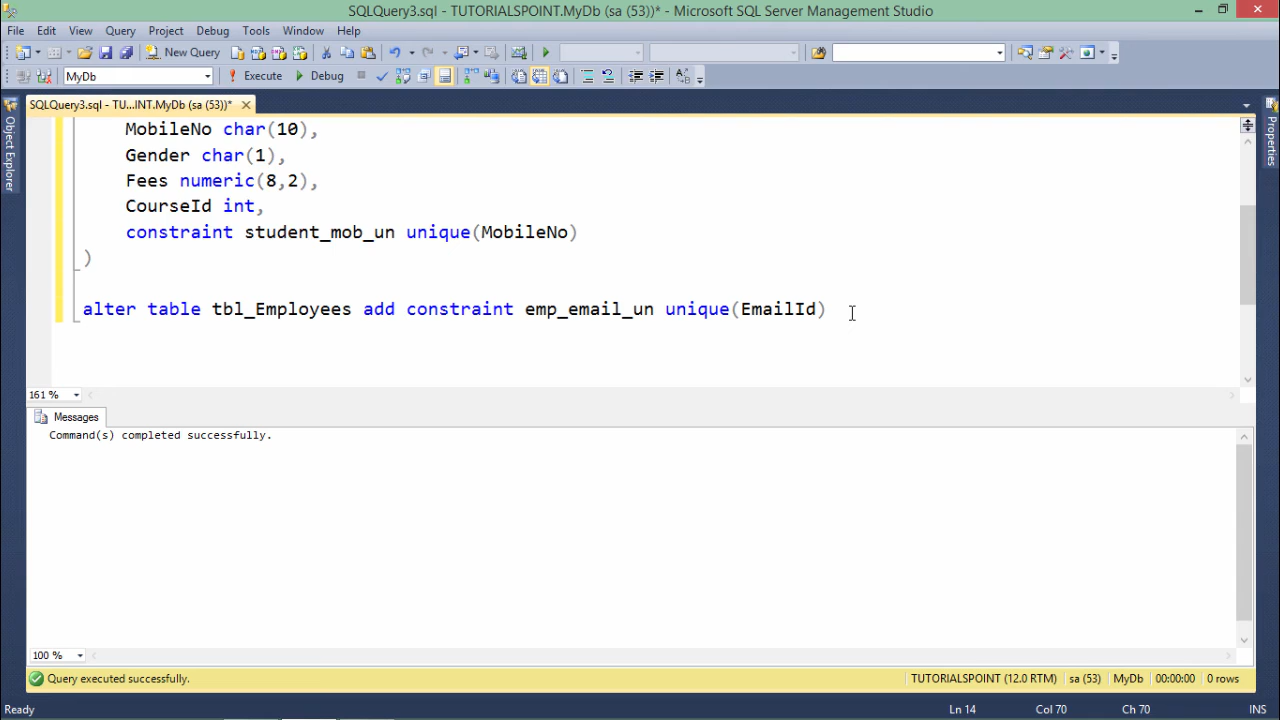 SQLQuery3.sql - TUTORIALSPOINT.MyDb (sa (53))* - Microsoft SQL Server Management Studio
File Edit View Query Project Debug Tools Window Help
New Query
MyDb Execute Debug
SQLQuery3.sql - TU...INT.MyDb (sa (53))*
Object Explorer
Properties
MobileNo char(10),
Gender char(1),
Fees numeric(8,2),
CourseId int,
constraint student_mob_un unique(MobileNo)
)
alter table tbl_Employees add constraint emp_email_un unique(EmailId)
161 %
Messages
Command(s) completed successfully.
100 %
Query executed successfully. TUTORIALSPOINT (12.0 RTM) sa (53) MyDb 00:00:00 0 rows
Ready Ln 14 Col 70 Ch 70 INS